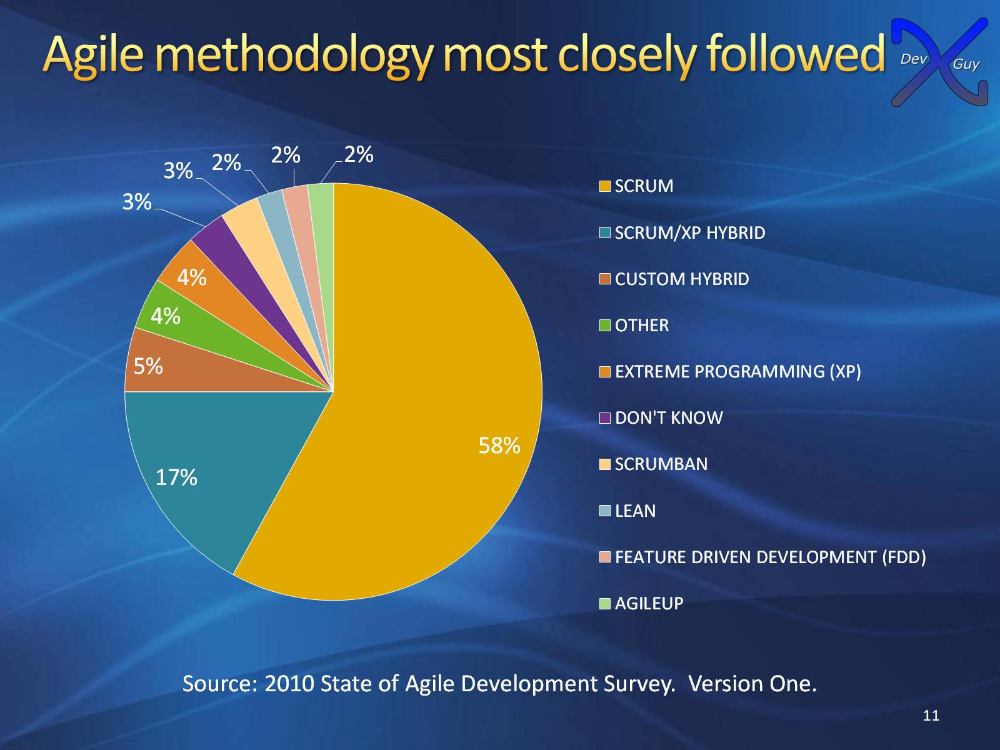 Agile methodology most closely followed
Dev Guy
2%
2%
2%
3%
3%
4%
4%
5%
17%
58%
SCRUM
SCRUM/XP HYBRID
CUSTOM HYBRID
OTHER
EXTREME PROGRAMMING (XP)
DON'T KNOW
SCRUMBAN
LEAN
FEATURE DRIVEN DEVELOPMENT (FDD)
AGILEUP
Source: 2010 State of Agile Development Survey.  Version One.
11